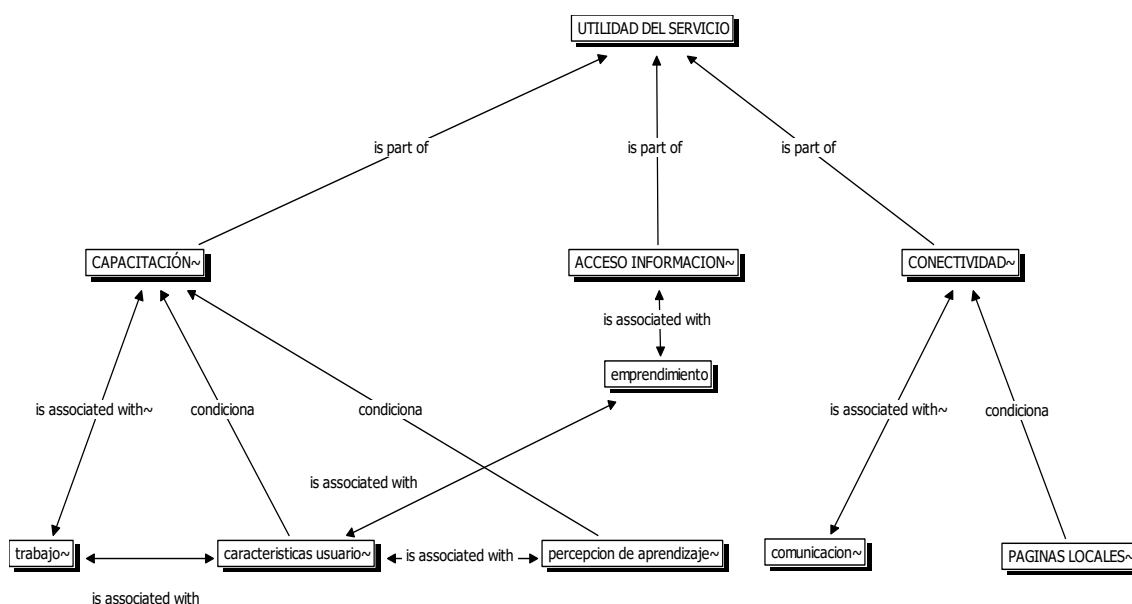 UTILIDAD DEL SERVICIO
is part of
is part of
is part of
CAPACITACIÓN~
ACCESO INFORMACION~
CONECTIVIDAD~
is associated with
emprendimiento
is associated with~
condiciona
condiciona
is associated with~
condiciona
is associated with
trabajo~
caracteristicas usuario~
is associated with
percepcion de aprendizaje~
comunicacion~
PAGINAS LOCALES~
is associated with